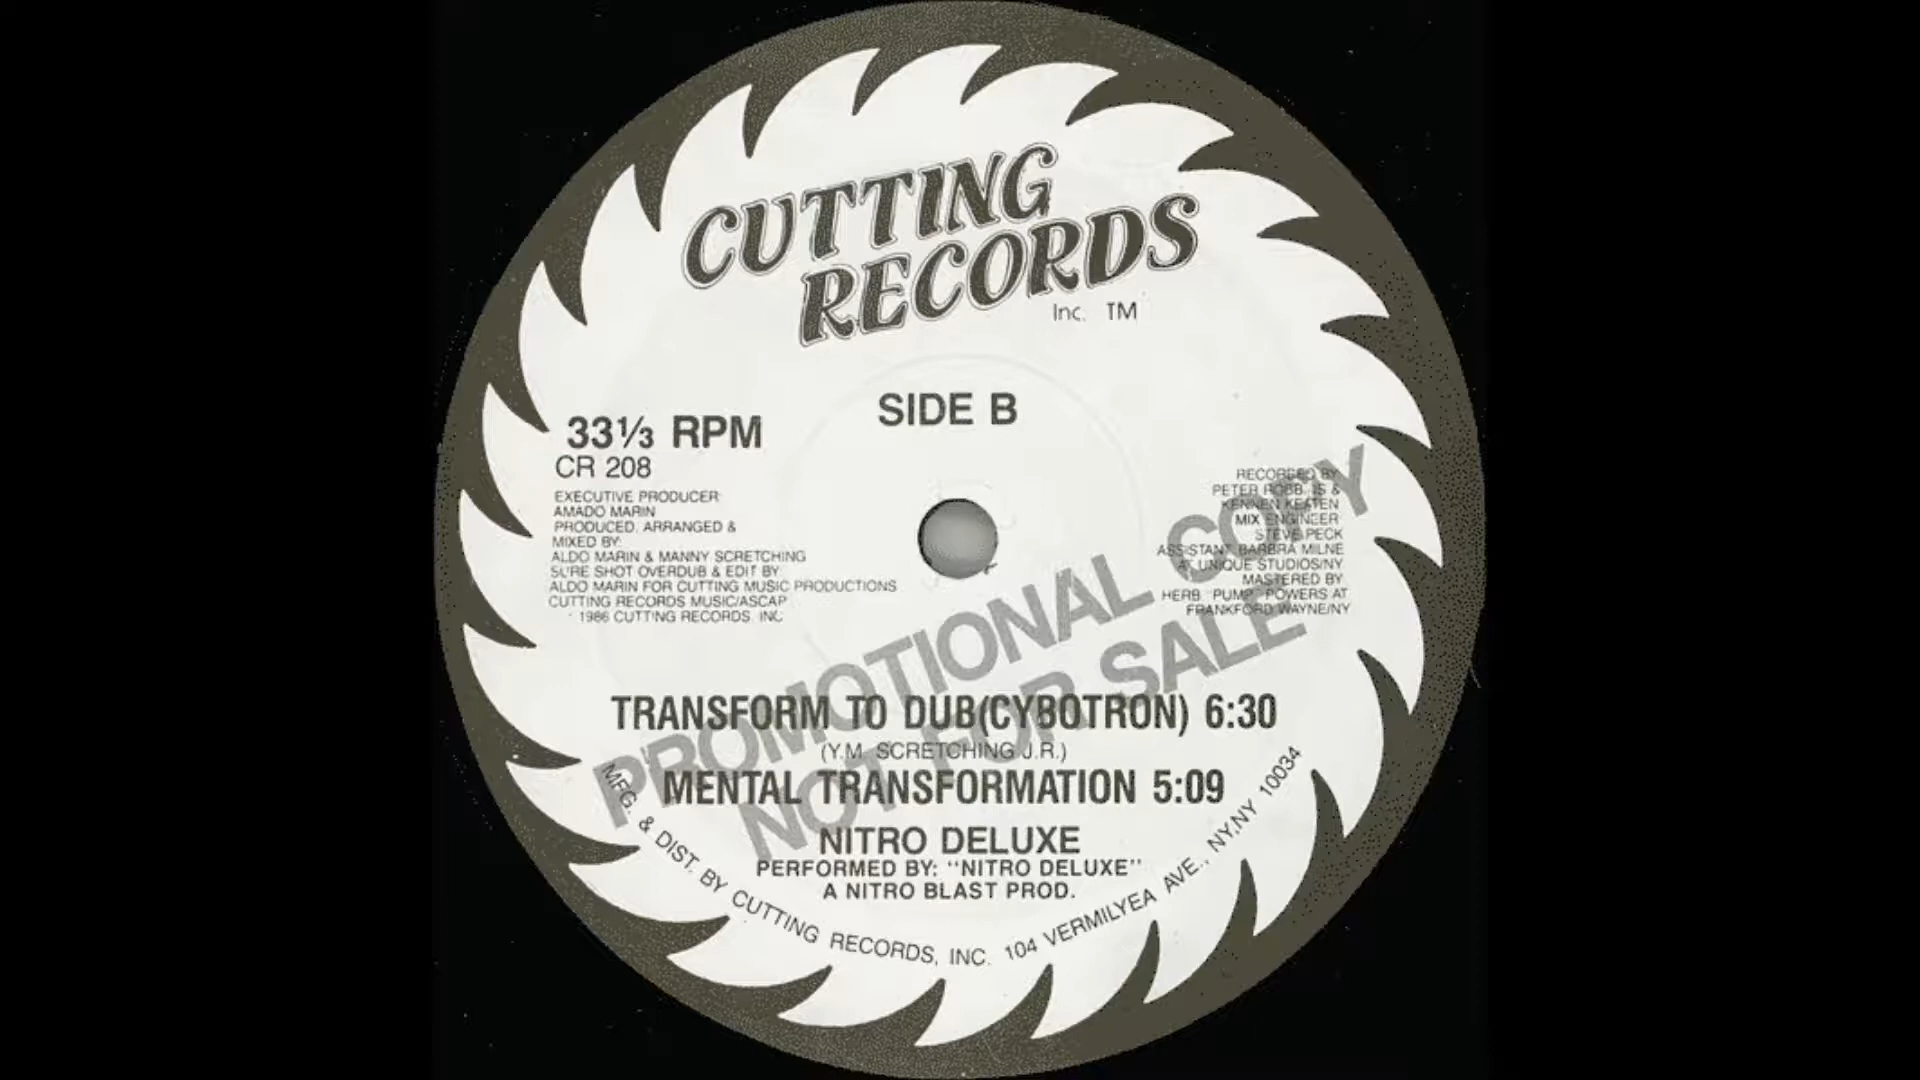 CUTTING
RECORDS
Inc. TM
SIDE B
33⅓ RPM
CR 208
EXECUTIVE PRODUCER
AMADO MARIN
PRODUCED, ARRANGED &
MIXED BY:
ALDO MARIN & MANNY SCRETCHING
SURE SHOT OVERDUB & EDIT BY
ALDO MARIN FOR CUTTING MUSIC PRODUCTIONS
CUTTING RECORDS MUSIC/ASCAP
1986 CUTTING RECORDS, INC
RECORDED BY
PETER ROBBINS &
KENNEN KEATEN
MIX ENGINEER
STEVE PECK
ASSISTANT BARBRA MILNE
AT UNIQUE STUDIOS/NY
MASTERED BY
HERB "PUMP" POWERS AT
FRANKFORD WAYNE/NY
PROMOTIONAL COPY
NOT FOR SALE
TRANSFORM TO DUB(CYBOTRON) 6:30
(Y.M. SCRETCHING J.R.)
MENTAL TRANSFORMATION 5:09
NITRO DELUXE
PERFORMED BY: "NITRO DELUXE"
A NITRO BLAST PROD.
MFG. & DIST. BY CUTTING RECORDS, INC. 104 VERMILYEA AVE., NY,NY 10034